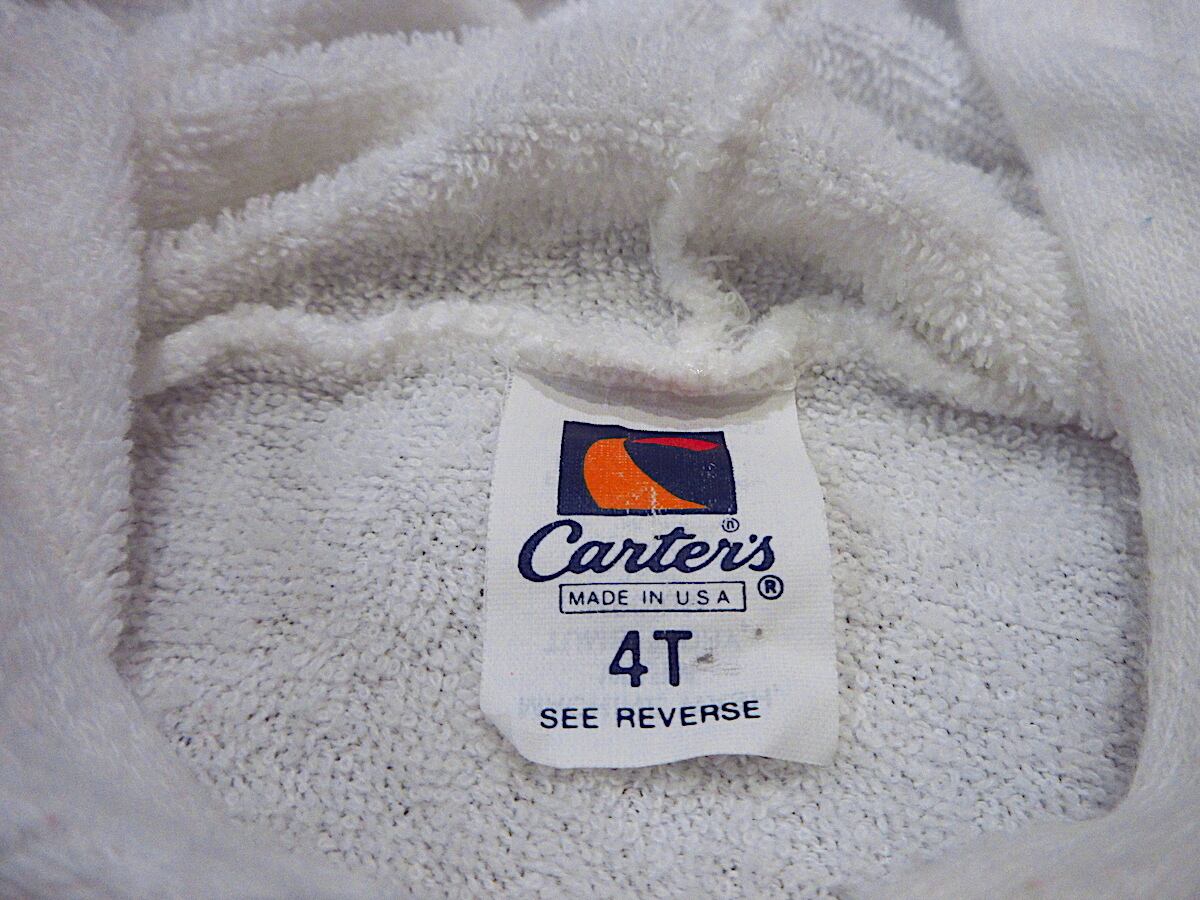 Carter's ®
MADE IN U.S.A ®
4T
SEE REVERSE